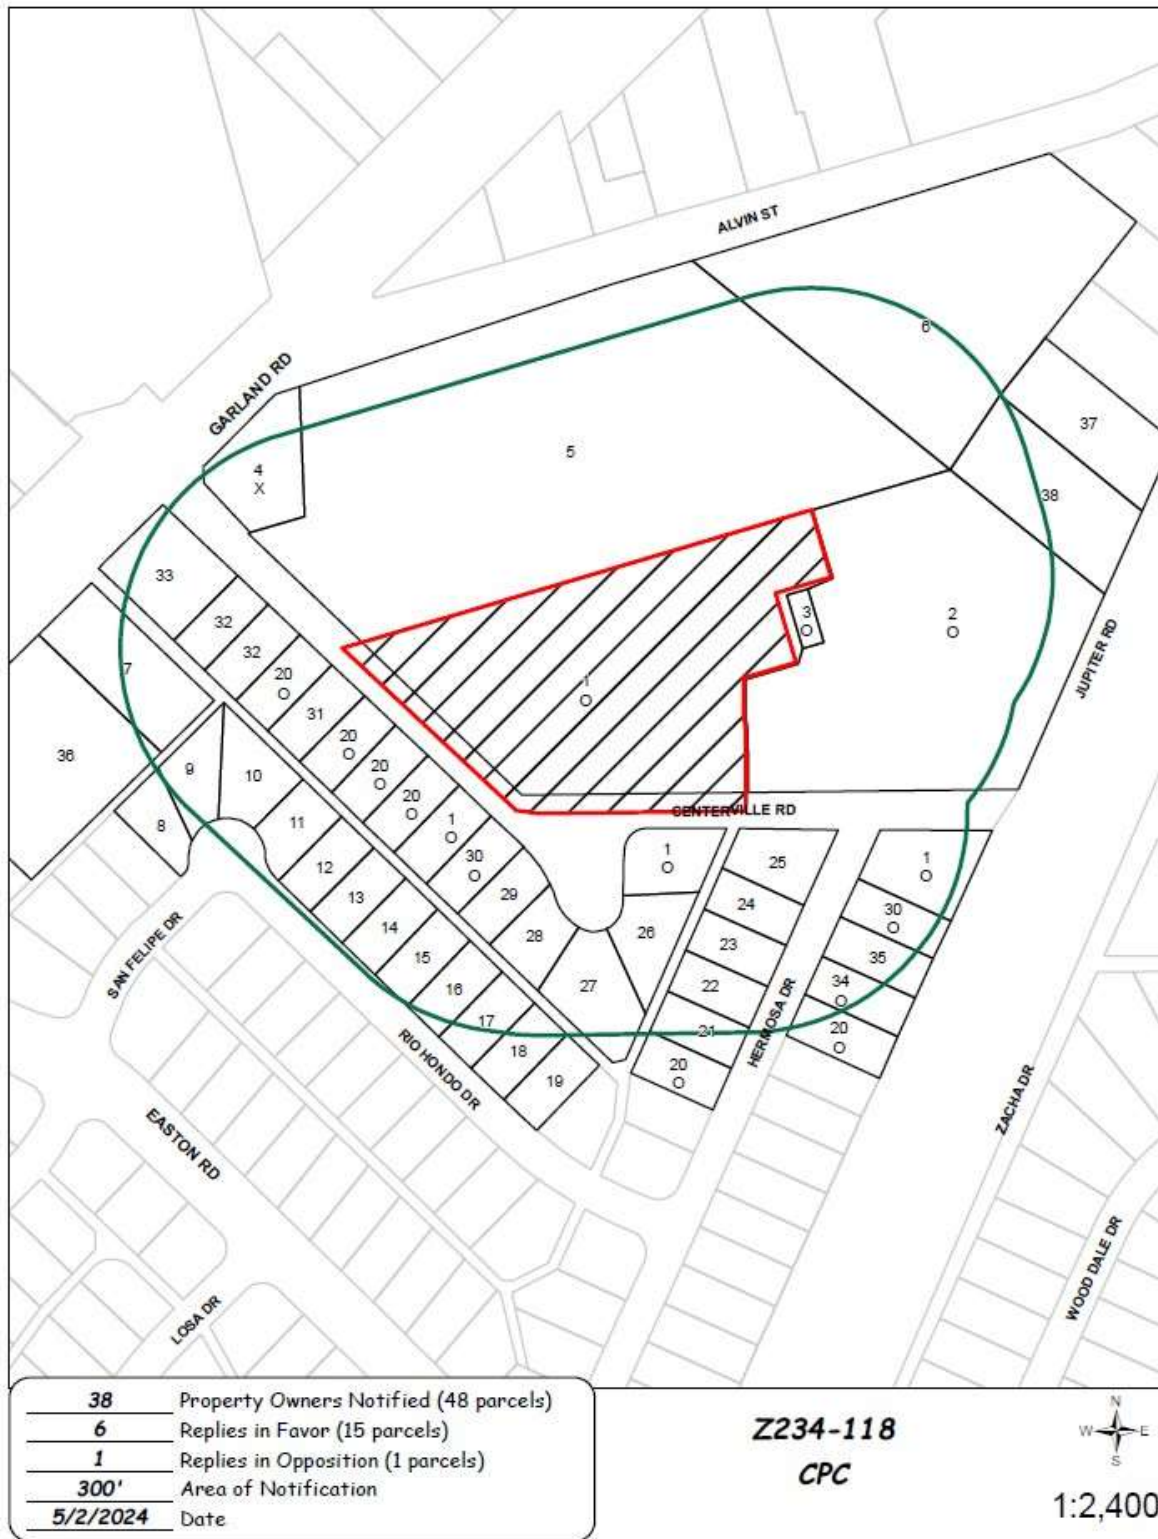 ALVIN ST
6
GARLAND RD
37
5
4
X
38
33
3
O
2
O
32
32
20
O
JUPITER RD
7
1
O
31
20
O
36
9
10
20
O
20
O
CENTERVILLE RD
8
11
1
O
1
O
25
1
O
12
30
O
13
29
24
30
O
14
28
26
23
35
15
22
34
O
16
27
SAN FELIPE DR
17
21
20
O
HERMOSA DR
18
20
O
RIO HONDO DR
19
ZACHA DR
EASTON RD
WOOD DALE DR
LOSA DR
38 Property Owners Notified (48 parcels)
6 Replies in Favor (15 parcels)
1 Replies in Opposition (1 parcels)
300' Area of Notification
5/2/2024 Date
Z234-118
CPC
N
W E
S
1:2,400